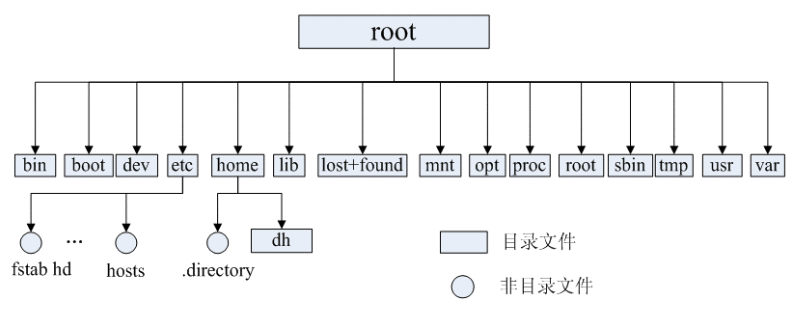 root
bin boot dev etc home lib lost+found mnt opt proc root sbin tmp usr var
... dh 目录文件
fstab hd hosts .directory 非目录文件